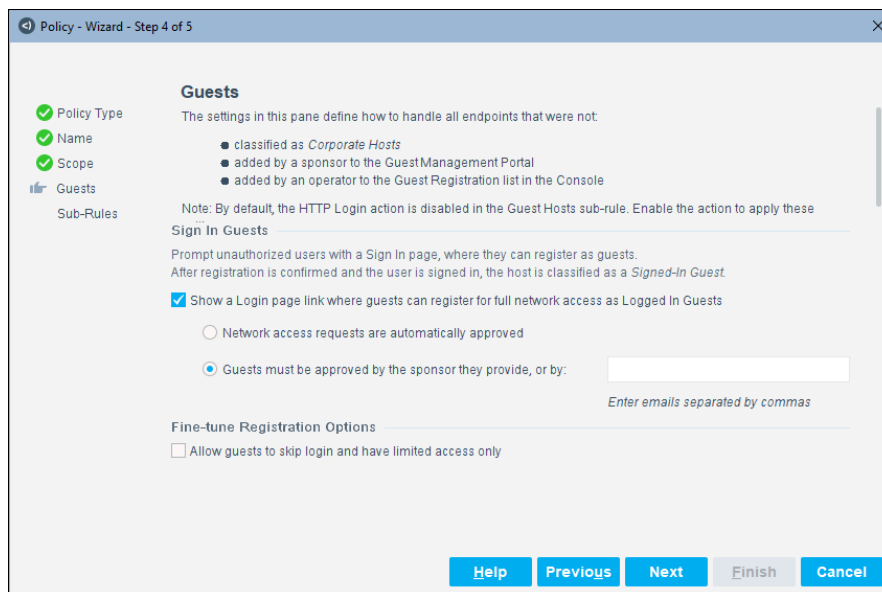 Policy - Wizard - Step 4 of 5
Policy Type
Name
Scope
Guests
Sub-Rules
Guests
The settings in this pane define how to handle all endpoints that were not:
classified as Corporate Hosts
added by a sponsor to the Guest Management Portal
added by an operator to the Guest Registration list in the Console
Note: By default, the HTTP Login action is disabled in the Guest Hosts sub-rule. Enable the action to apply these
...
Sign In Guests
Prompt unauthorized users with a Sign In page, where they can register as guests.
After registration is confirmed and the user is signed in, the host is classified as a Signed-In Guest.
Show a Login page link where guests can register for full network access as Logged In Guests
Network access requests are automatically approved
Guests must be approved by the sponsor they provide, or by:
Enter emails separated by commas
Fine-tune Registration Options
Allow guests to skip login and have limited access only
Help Previous Next Finish Cancel